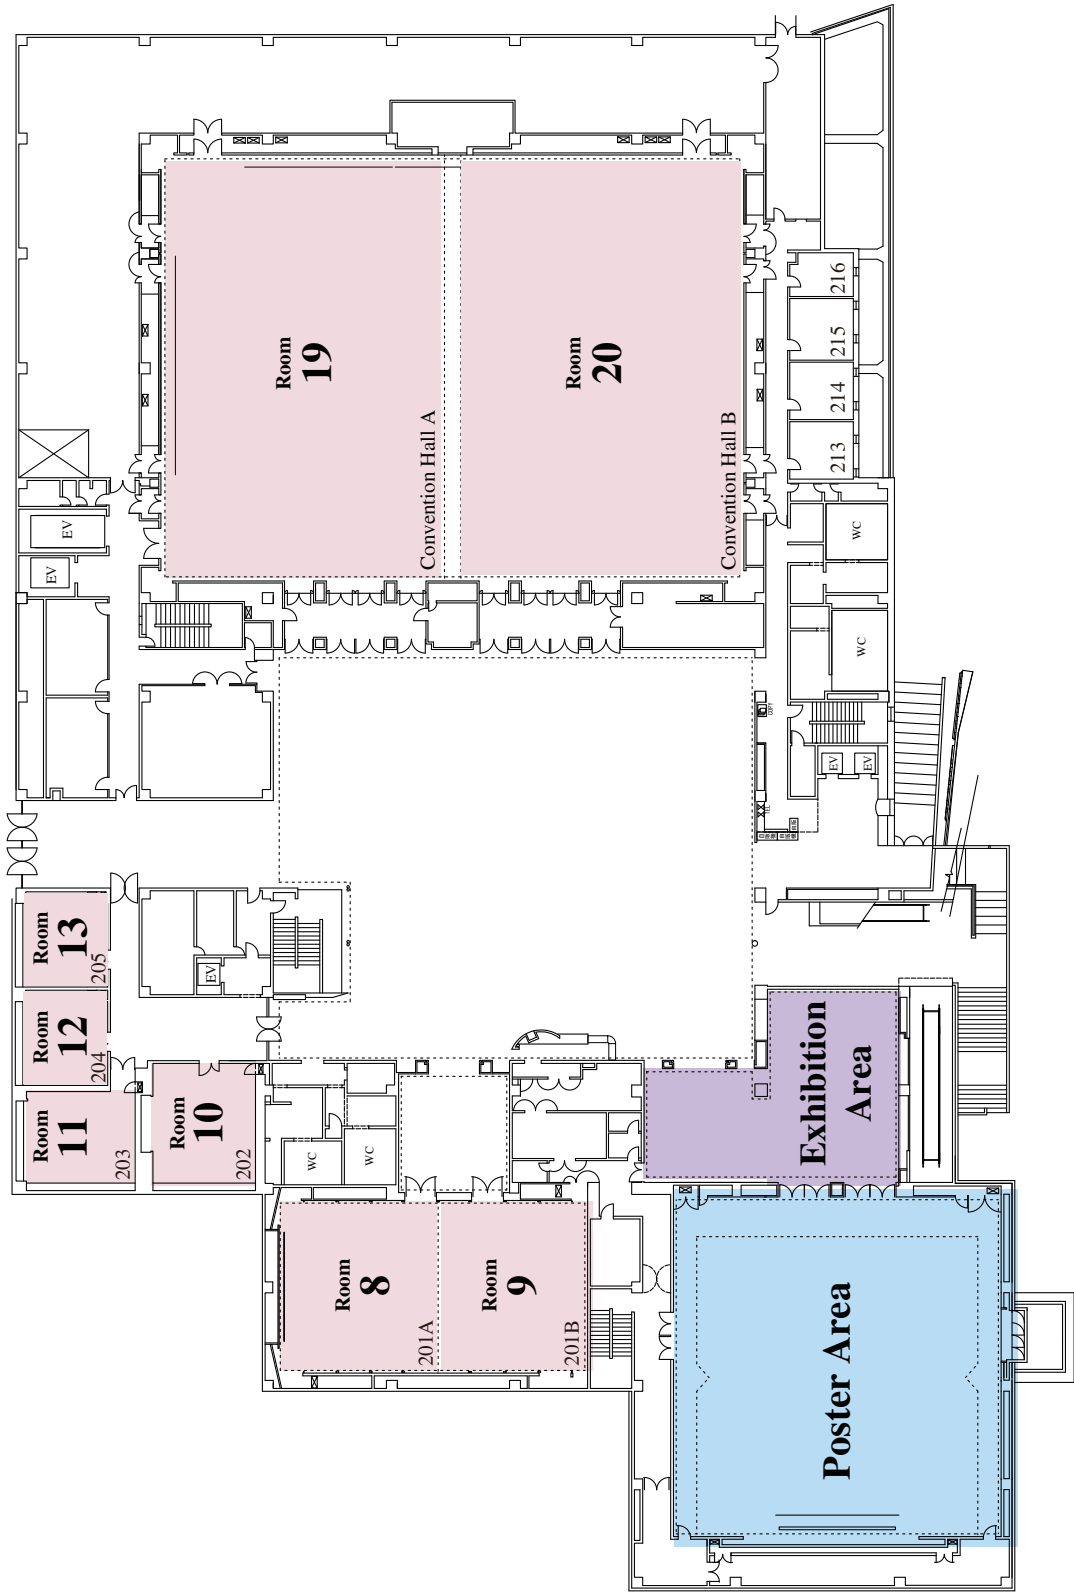 Room
11
203
Room
12
204
Room
13
205
EV
EV
Room
10
202
EV
Room
8
201A
WC
WC
Room
19
Convention Hall A
Room
9
201B
Room
20
Convention Hall B
Poster Area
Exhibition
Area
COPY
TEL
EV
EV
WC
WC
213
214
215
216